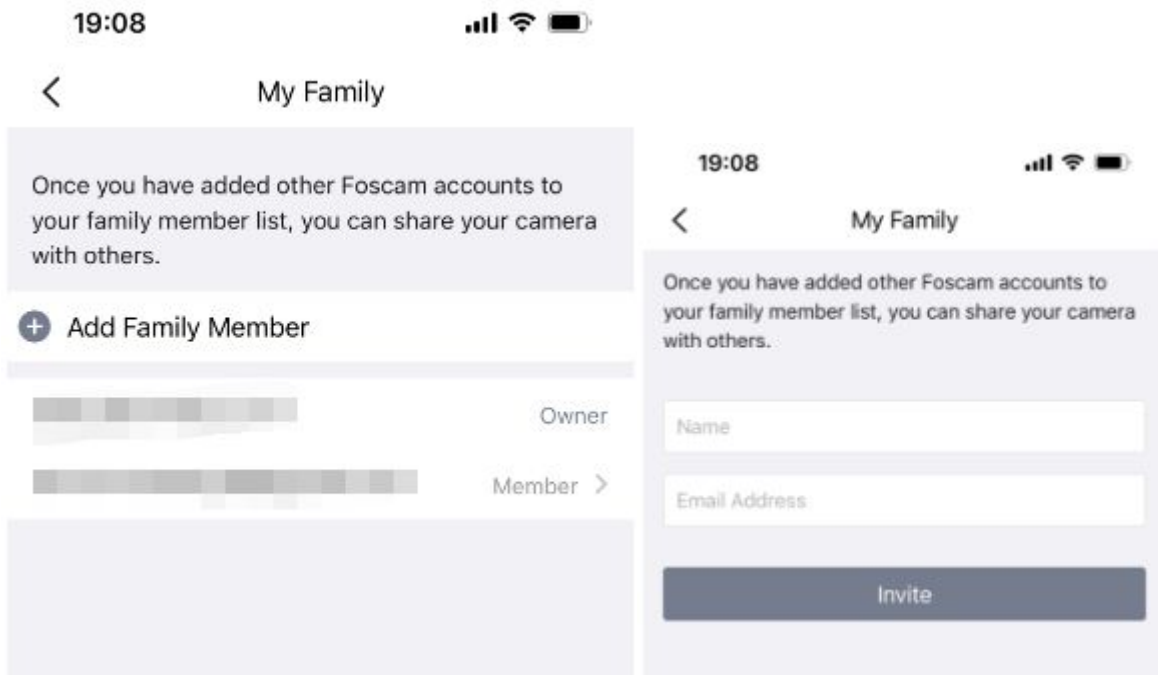 19:08
My Family
Once you have added other Foscam accounts to
your family member list, you can share your camera
with others.
Add Family Member
Owner
Member
19:08
My Family
Once you have added other Foscam accounts to
your family member list, you can share your camera
with others.
Name
Email Address
Invite